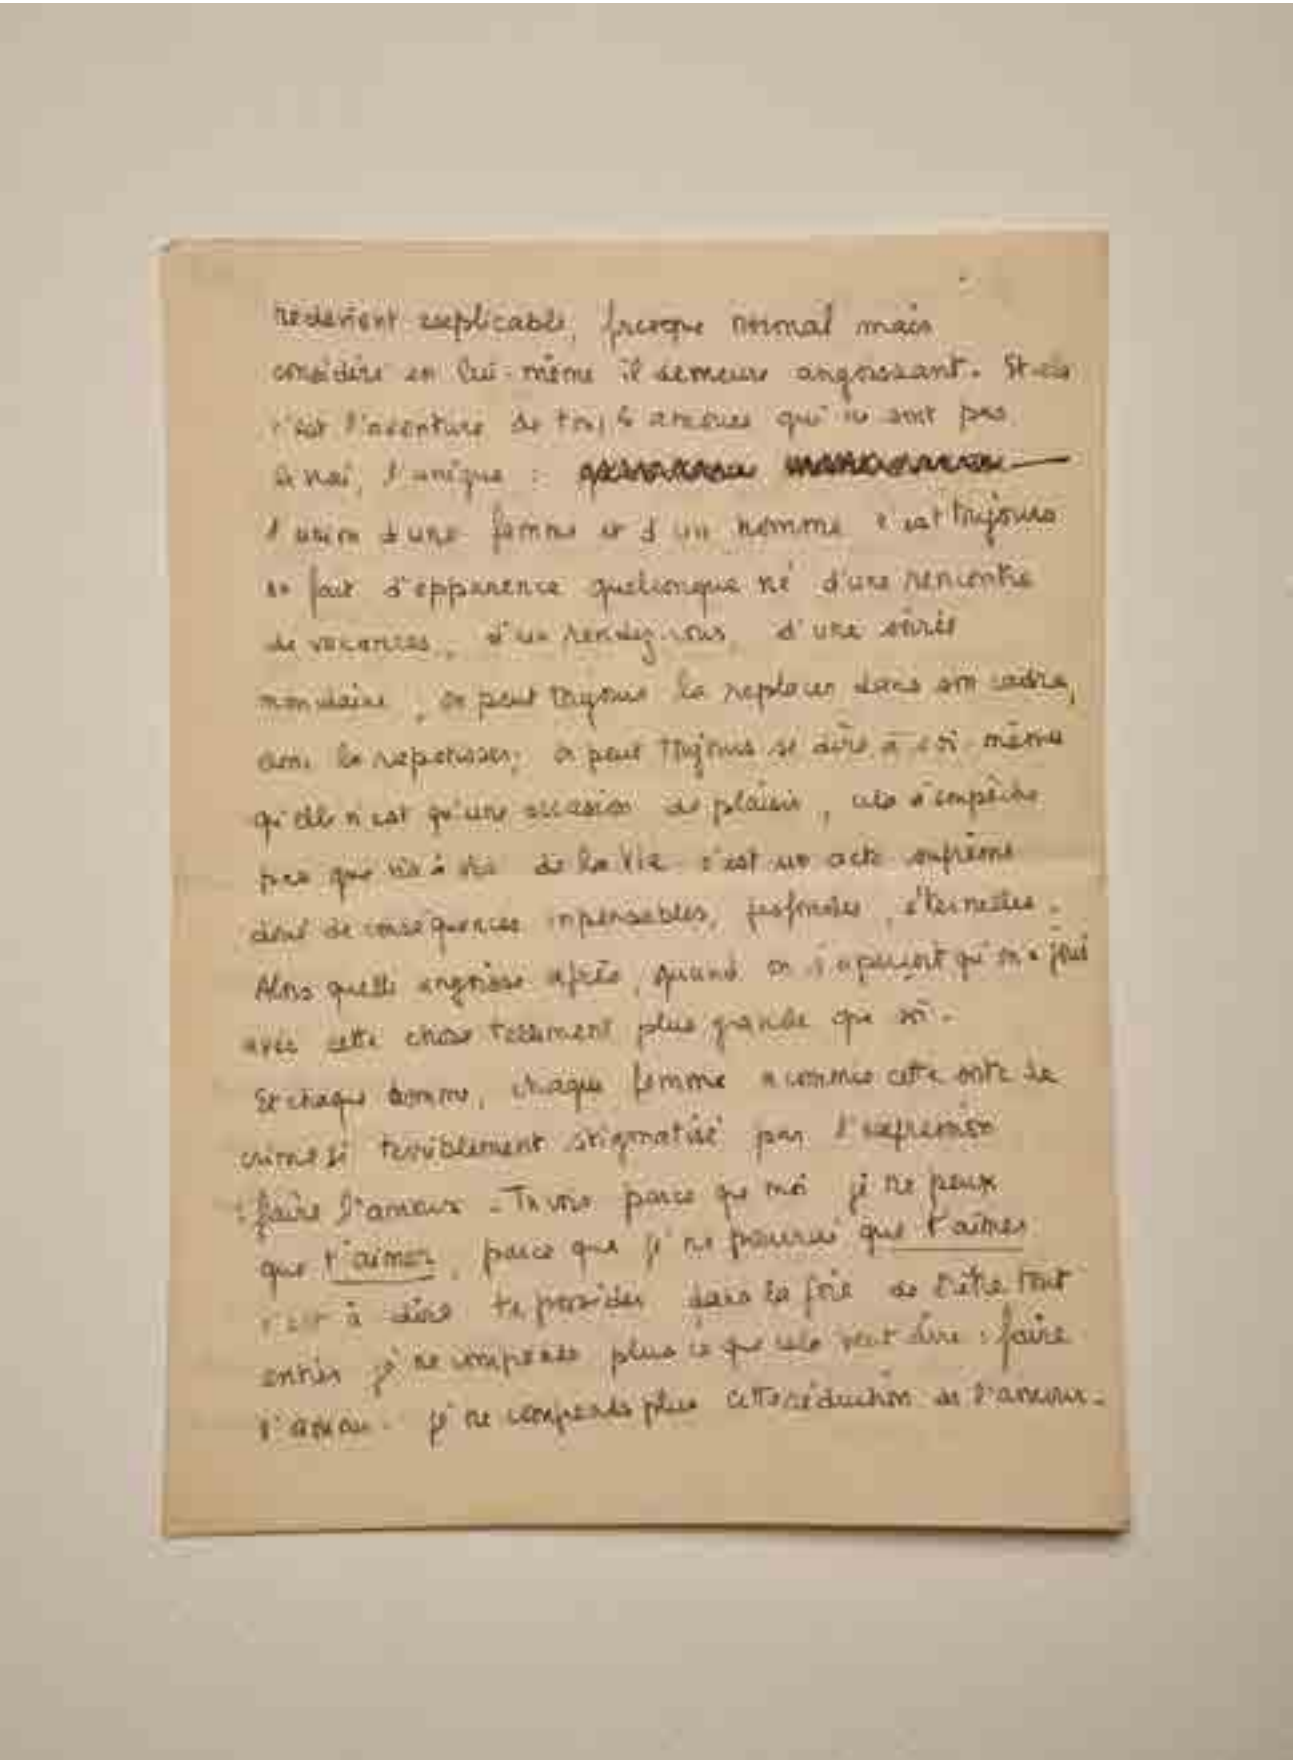 redevient explicable, presque normal mais
considéré en lui-même il demeure angoissant. Et cela
c'est l'aventure de tous les amours qui ne sont pas
le vrai, l'unique :
l'union d'une femme et d'un homme c'est toujours
un fait d'apparence quelconque né d'une rencontre
de vacances, d'un rendez-vous, d'une soirée
mondaine, on peut toujours la replacer dans son cadre,
ainsi la rapetisser, on peut toujours se dire à soi-même
qu'elle n'est qu'une occasion de plaisir, cela n'empêche
pas que vis à vis de la Vie c'est un acte suprême
doué de conséquences impensables, profondes, éternelles.
Alors quelle angoisse après, quand on s'aperçoit qu'on a joué
avec cette chose tellement plus grande que soi.
Et chaque homme, chaque femme a commis cette sorte de
crime si terriblement stigmatisé par l'expression
: faire l'amour. Tu vois parce que moi je ne peux
que t'aimer, parce que je ne pourrai que t'aimer
c'est à dire te posséder dans la joie de l'être tout
entier je ne comprends plus ce que cela veut dire : faire
l'amour. je ne comprends plus cette réduction de l'amour.